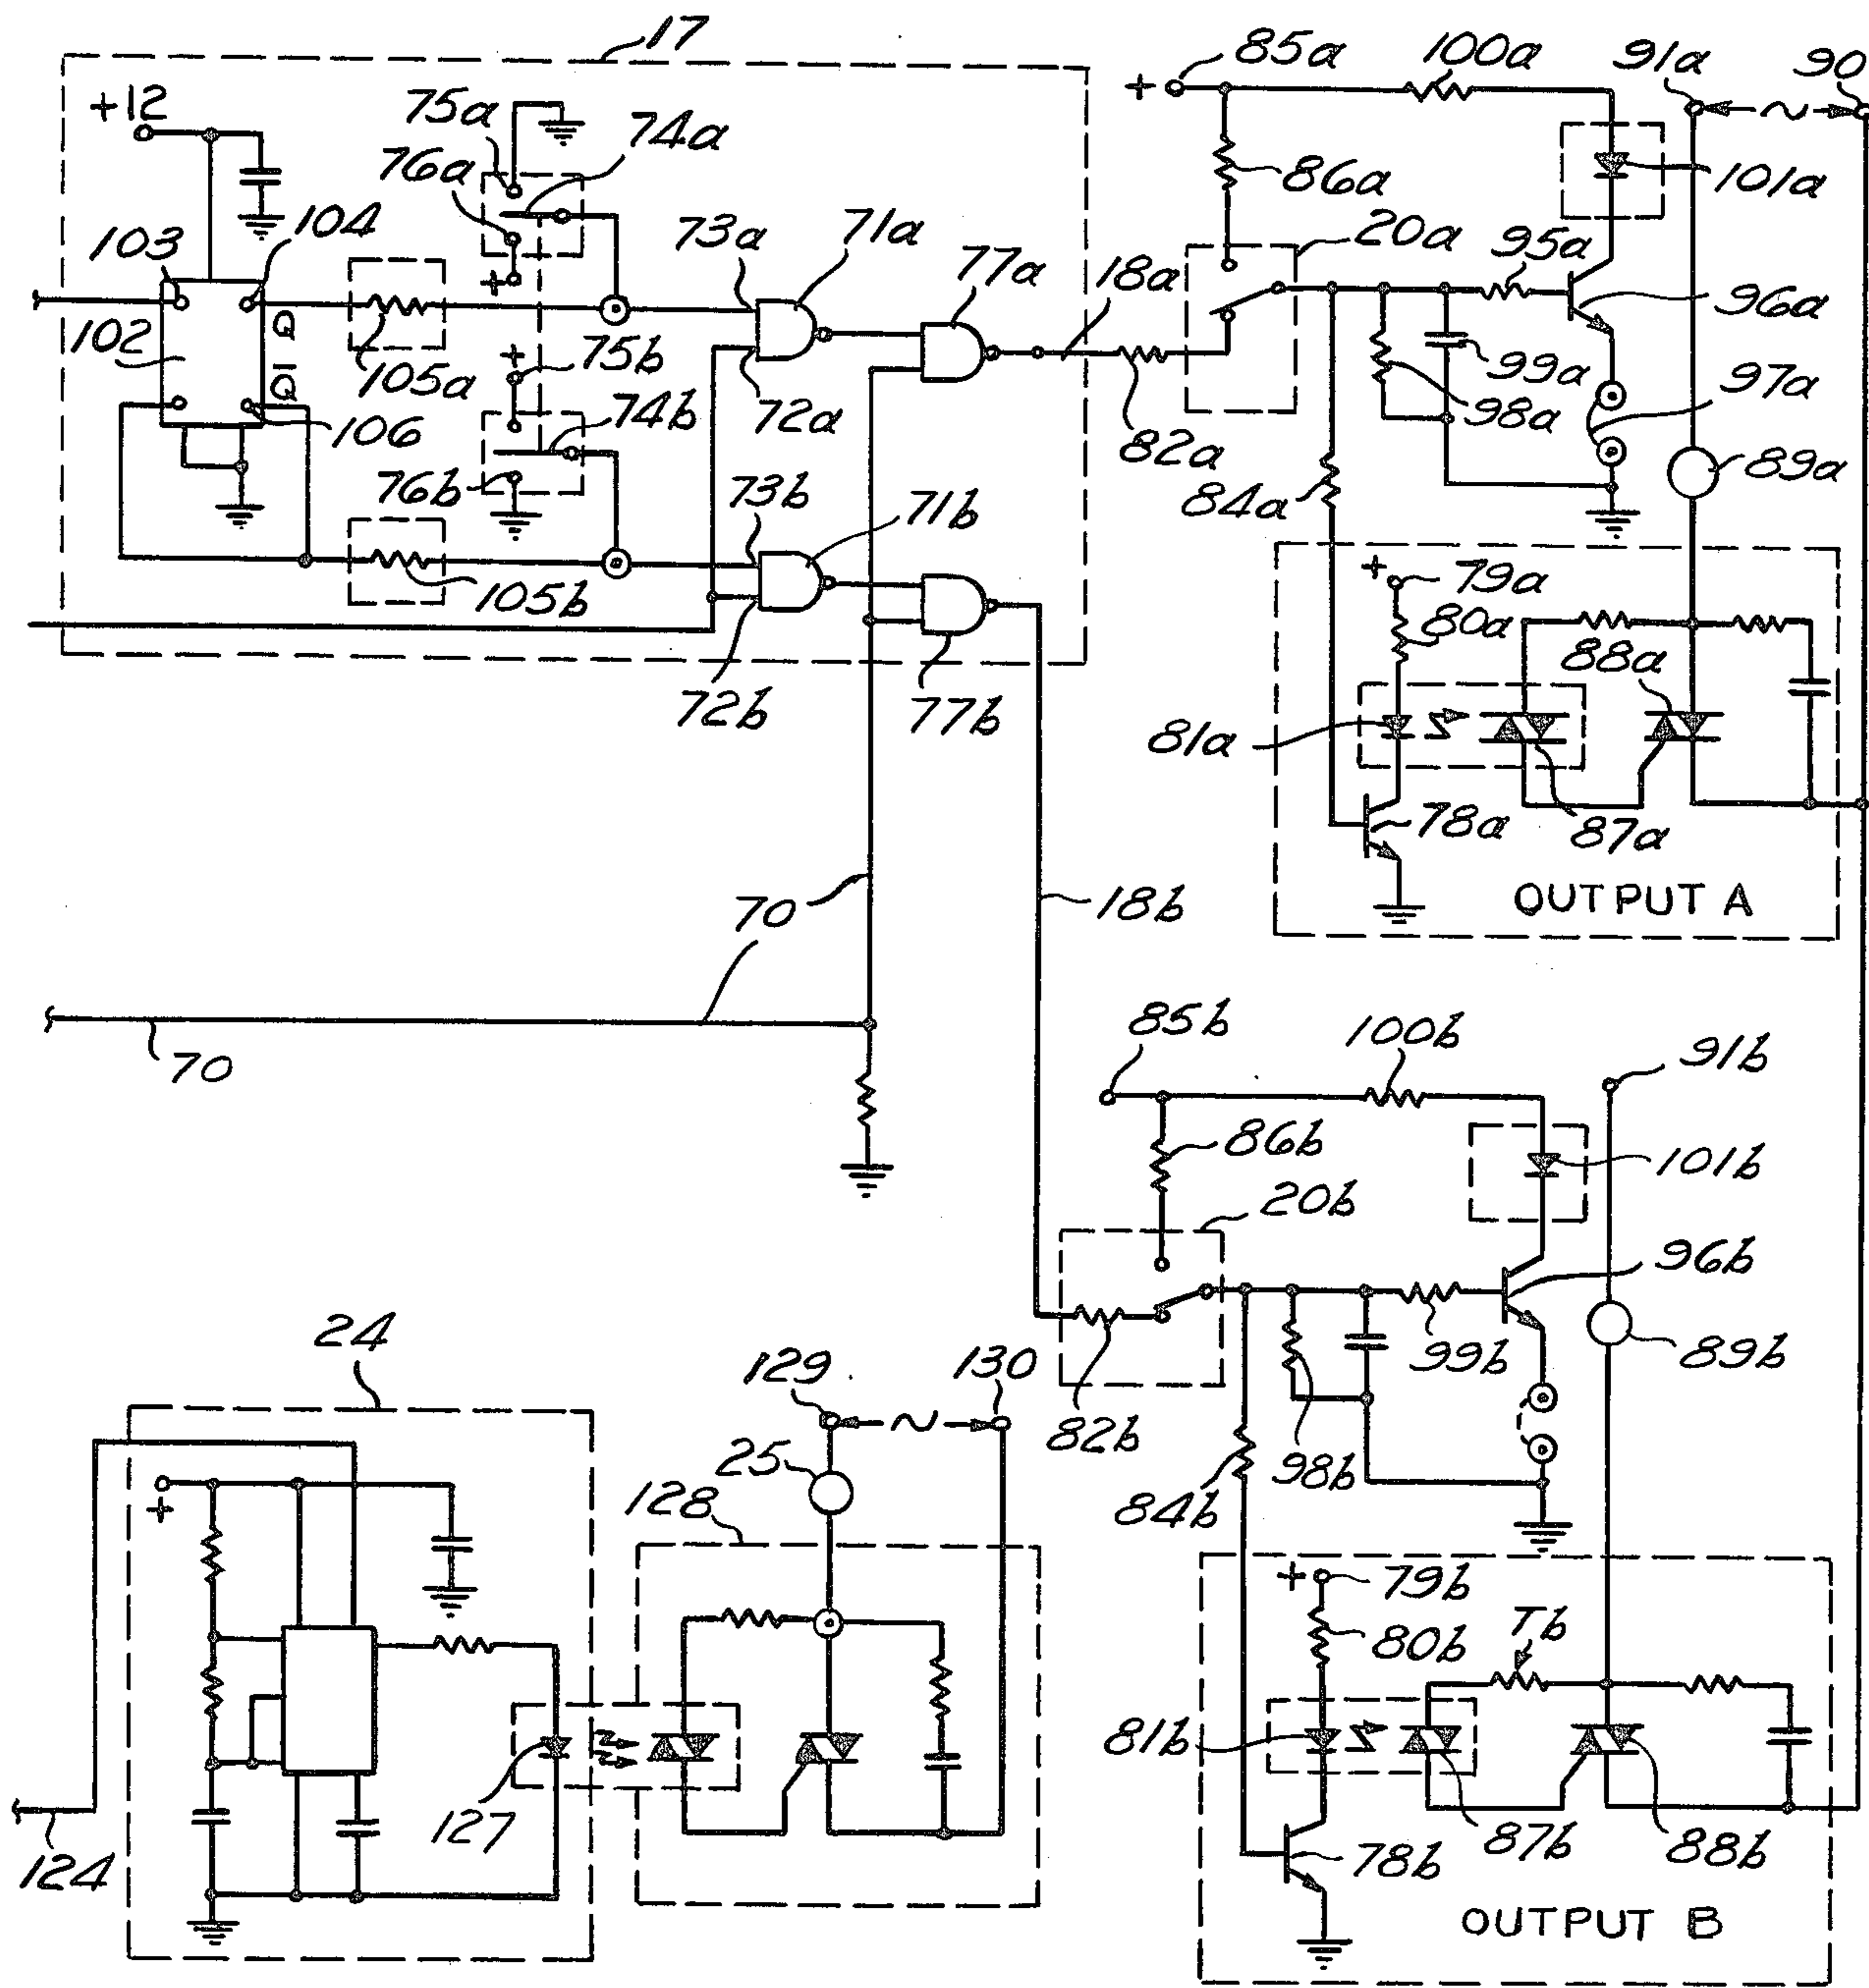 17
85a
100a
91a
90
+12
75a
74a
+
~
76a
86a
101a
103
104
73a
71a
77a
18a
20a
95a
+
96a
Q
102
105a
+
75b
99a
97a
Q̅
106
74b
72a
82a
98a
84a
89a
76b
73b
71b
105b
+
79a
80a
88a
72b
77b
81a
78a
87a
70
18b
OUTPUT A
70
85b
100b
91b
86b
101b
20b
96b
24
129
130
~
99b
89b
25
82b
98b
+
128
84b
+
79b
80b
Tb
81b
127
124
78b
87b
88b
OUTPUT B